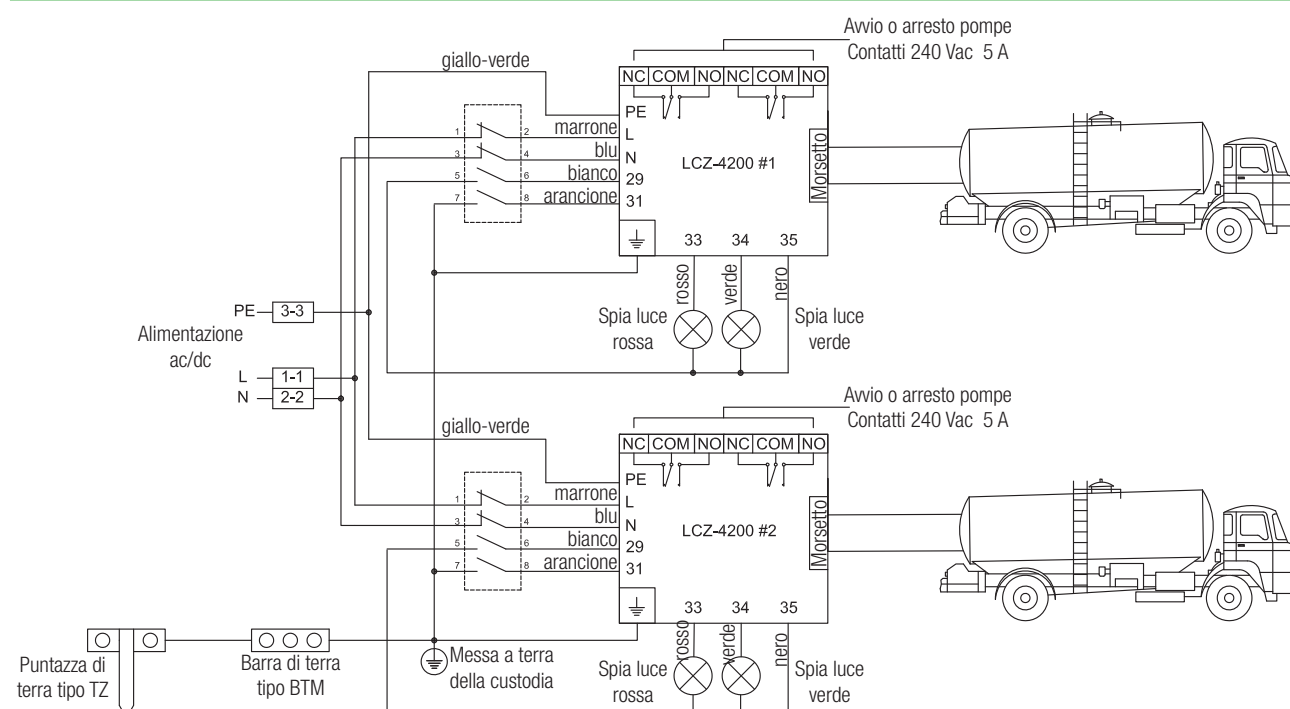 Avvio o arresto pompe
Contatti 240 Vac 5 A
giallo-verde
NC COM NO NC COM NO
PE
1 2 marrone L
3 4 blu N
5 6 bianco 29
7 8 arancione 31
LCZ-4200 #1
Morsetto
33 34 35
rosso verde nero
Spia luce
rossa
Spia luce
verde
PE 3-3
Alimentazione
ac/dc
L 1-1
N 2-2
Avvio o arresto pompe
Contatti 240 Vac 5 A
giallo-verde
NC COM NO NC COM NO
PE
1 2 marrone L
3 4 blu N
5 6 bianco 29
7 8 arancione 31
LCZ-4200 #2
Morsetto
33 34 35
rosso verde nero
Spia luce
rossa
Spia luce
verde
Puntazza di
terra tipo TZ
Barra di terra
tipo BTM
Messa a terra
della custodia